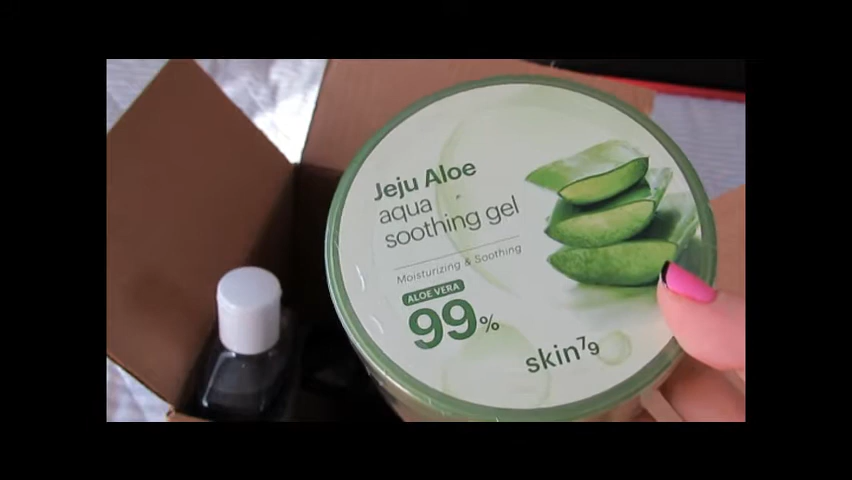 Jeju Aloe
aqua
soothing gel
Moisturizing & Soothing
ALOE VERA
99%
skin79